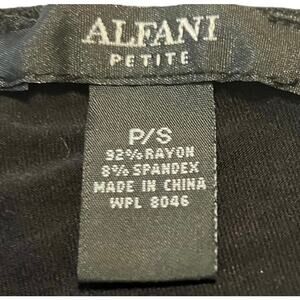 ALFANI
PETITE
P/S
92% RAYON
8% SPANDEX
MADE IN CHINA
WPL 8046